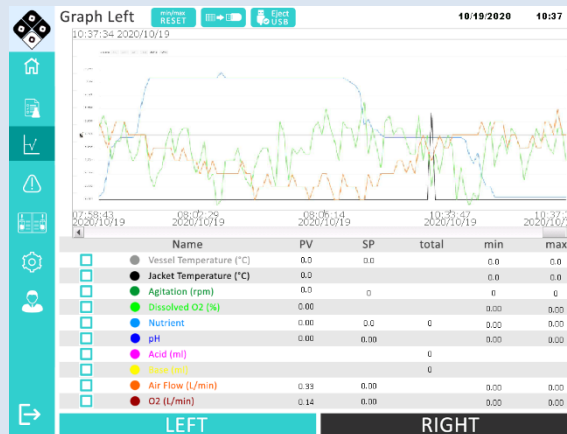 Graph Left min/max RESET Eject USB 10/19/2020 10:37
10:37:34 2020/10/19
07:58:43 08:02:29 08:06:14 10:33:47
2020/10/19 2020/10/19 2020/10/19 2020/10/19
Name PV SP total min max
Vessel Temperature (°C) 0.0 0.0 0.0 0.0
Jacket Temperature (°C) 0.0 0.0 0.0
Agitation (rpm) 0.0 0 0 0
Dissolved O2 (%) 0.00 0.00 0.00
Nutrient 0.00 0.0 0 0.00 0.00
pH 0.00 0.00 0.00 0.00
Acid (ml) 0
0
Air Flow (L/min) 0.33 0.00 0.00 0.00
O2 (L/min) 0.14 0.00 0.00 0.00
LEFT RIGHT